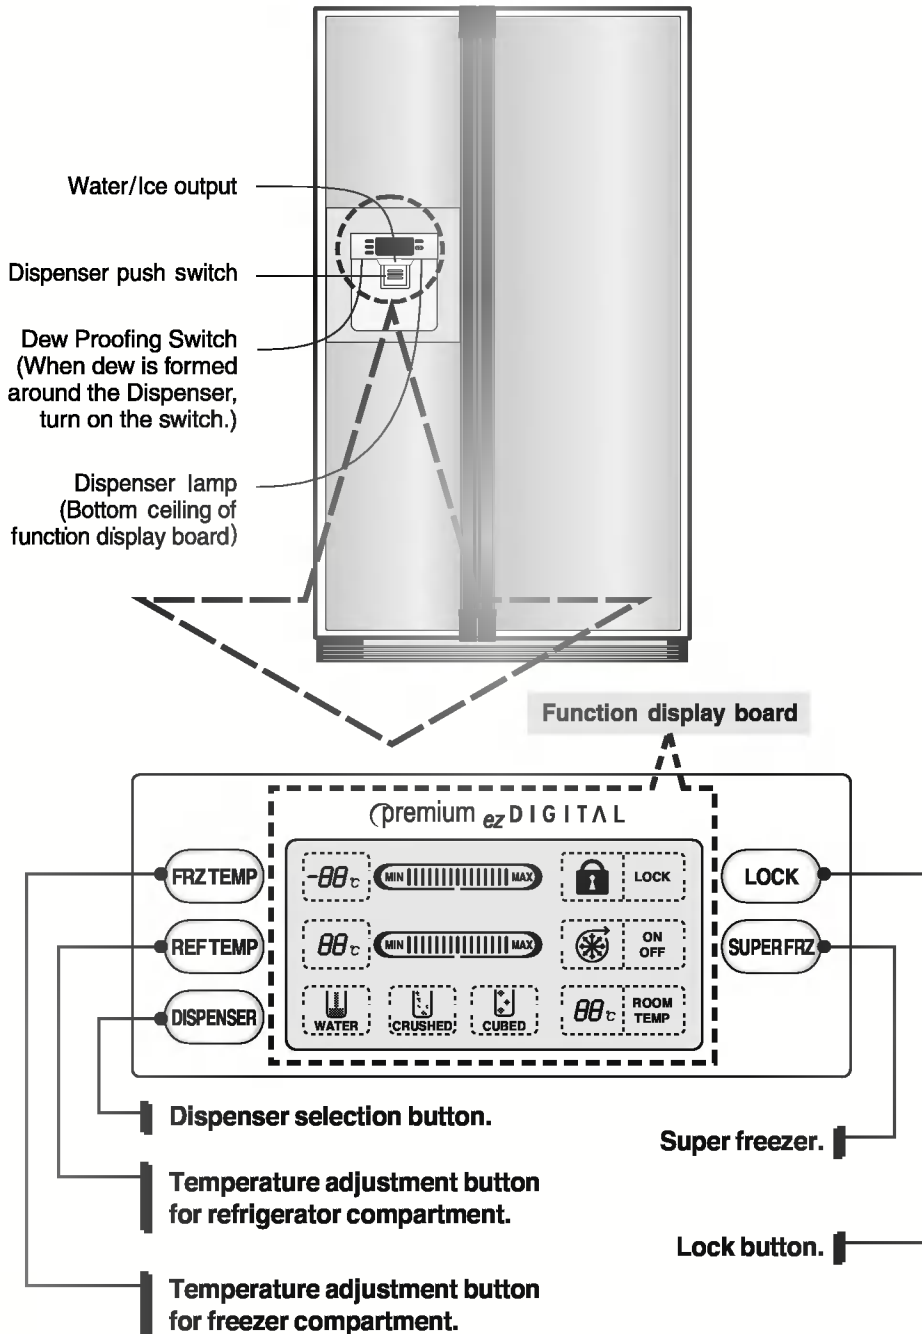 Water/Ice output
Dispenser push switch
Dew Proofing Switch
(When dew is formed
around the Dispenser,
turn on the switch.)
Dispenser lamp
(Bottom ceiling of
function display board)
Function display board
premium ez DIGITAL
FRZ TEMP
-88 °C
MIN
MAX
LOCK
LOCK
REF TEMP
88 °C
MIN
MAX
ON
OFF
SUPER FRZ
DISPENSER
WATER
CRUSHED
CUBED
88 °C
ROOM
TEMP
Dispenser selection button.
Super freezer.
Temperature adjustment button
for refrigerator compartment.
Lock button.
Temperature adjustment button
for freezer compartment.